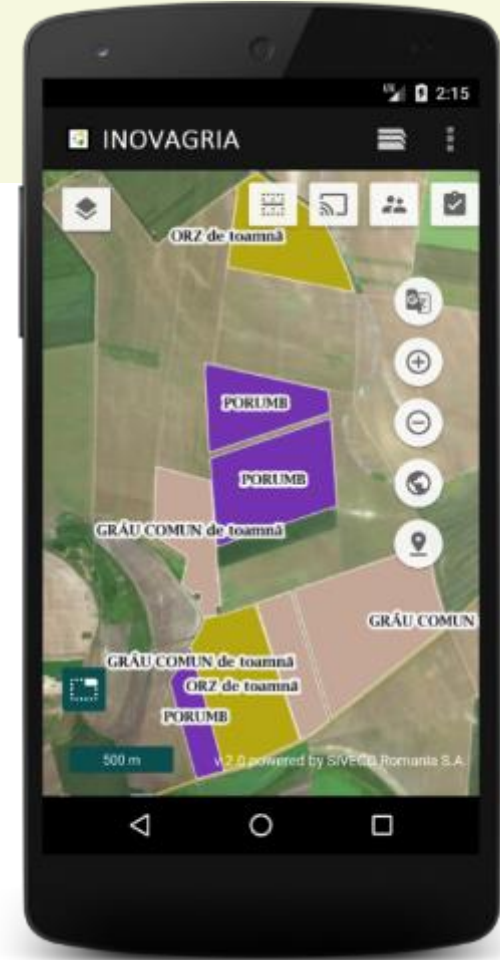 2:15
INOVAGRIA
ORZ de toamnă
PORUMB
PORUMB
GRÂU COMUN de toamnă
GRÂU COMUN
GRÂU COMUN de toamnă
ORZ de toamnă
PORUMB
500 m
v 2.0 powered by SIVECO Romania S.A.